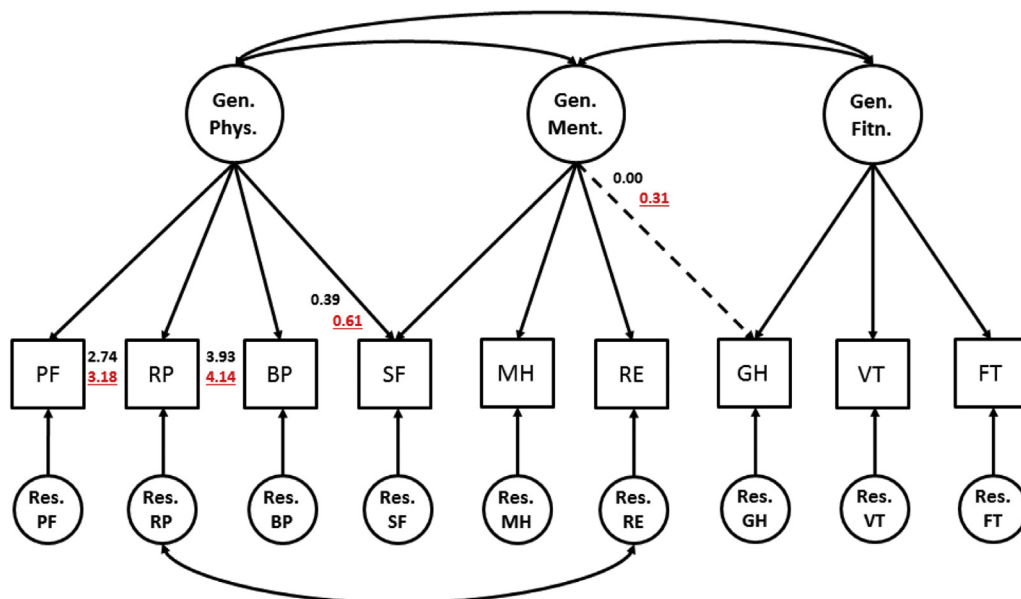 Gen.
Phys.
Gen.
Ment.
Gen.
Fitn.
0.00
0.31
0.39
0.61
PF
2.74
3.18
RP
3.93
4.14
BP
SF
MH
RE
GH
VT
FT
Res.
PF
Res.
RP
Res.
BP
Res.
SF
Res.
MH
Res.
RE
Res.
GH
Res.
VT
Res.
FT